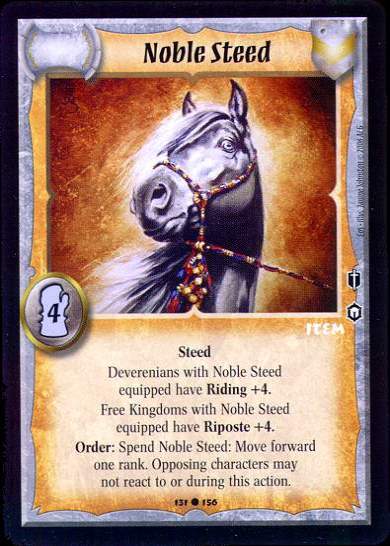 Noble Steed
4
ITEM
Steed
Deverenians with Noble Steed
equipped have Riding +4.
Free Kingdoms with Noble Steed
equipped have Riposte +4.
Order: Spend Noble Steed: Move forward
one rank. Opposing characters may
not react to or during this action.
131 ● 156